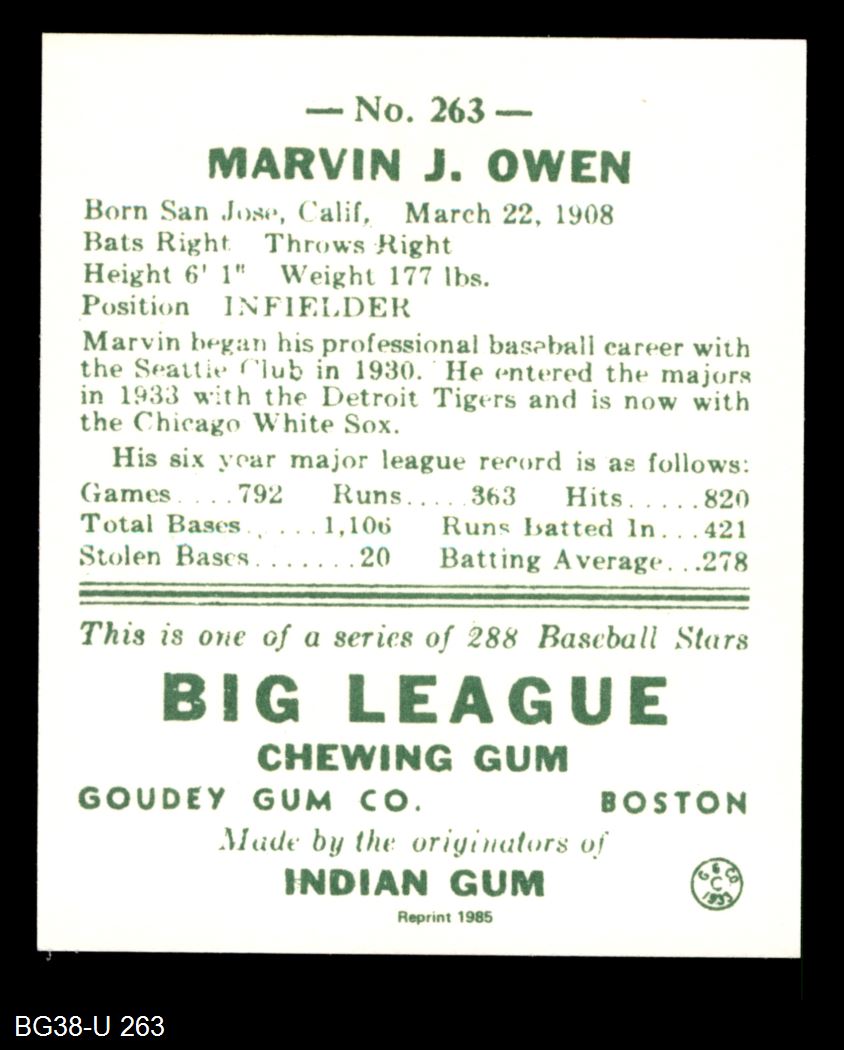 — No. 263 —
MARVIN J. OWEN
Born San Jose, Calif, March 22, 1908
Bats Right Throws Right
Height 6' 1" Weight 177 lbs.
Position INFIELDER
Marvin began his professional baseball career with
the Seattle Club in 1930. He entered the majors
in 1933 with the Detroit Tigers and is now with
the Chicago White Sox.
His six year major league record is as follows:
Games....792 Runs.....363 Hits......820
Total Bases......1,106 Runs Batted In...421
Stolen Bases.......20 Batting Average...278
This is one of a series of 288 Baseball Stars
BIG LEAGUE
CHEWING GUM
GOUDEY GUM CO. BOSTON
Made by the originators of
INDIAN GUM
G G CO
C
1933
Reprint 1985
BG38-U 263